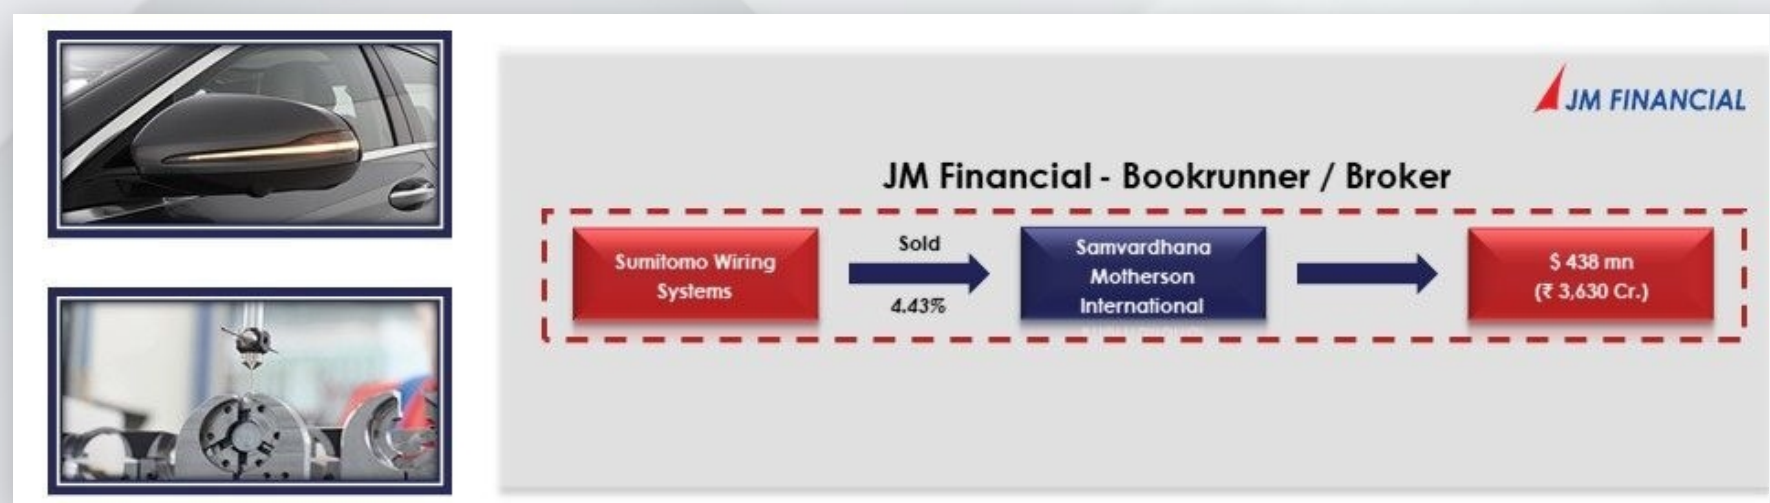 JM FINANCIAL
JM Financial - Bookrunner / Broker
Sumitomo Wiring
Systems
Sold
4.43%
Samvardhana
Motherson
International
$ 438 mn
(₹ 3,630 Cr.)